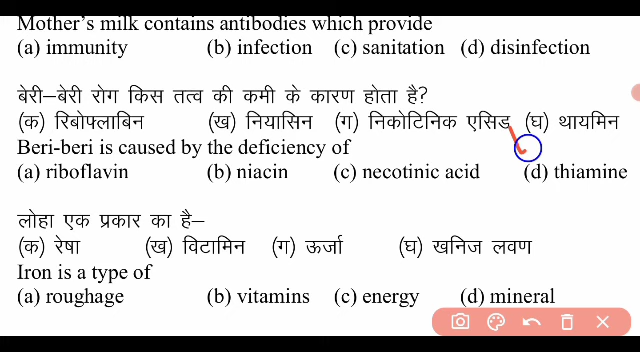 Mother's milk contains antibodies which provide
(a) immunity (b) infection (c) sanitation (d) disinfection
बेरी–बेरी रोग किस तत्व की कमी के कारण होता है?
(क) रिबोफ्लाबिन (ख) नियासिन (ग) निकोटिनिक एसिड (घ) थायमिन
Beri-beri is caused by the deficiency of
(a) riboflavin (b) niacin (c) necotinic acid (d) thiamine
लोहा एक प्रकार का है–
(क) रेषा (ख) विटामिन (ग) ऊर्जा (घ) खनिज लवण
Iron is a type of
(a) roughage (b) vitamins (c) energy (d) mineral